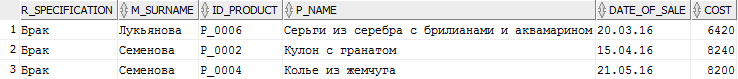 R_SPECIFICATION M_SURNAME ID_PRODUCT P_NAME DATE_OF_SALE COST
1 Брак Лукьянова P_0006 Серьги из серебра с брилианами и аквамарином 20.03.16 6420
2 Брак Семенова P_0002 Кулон с гранатом 15.04.16 8240
3 Брак Семенова P_0004 Колье из жемчуга 21.05.16 8200